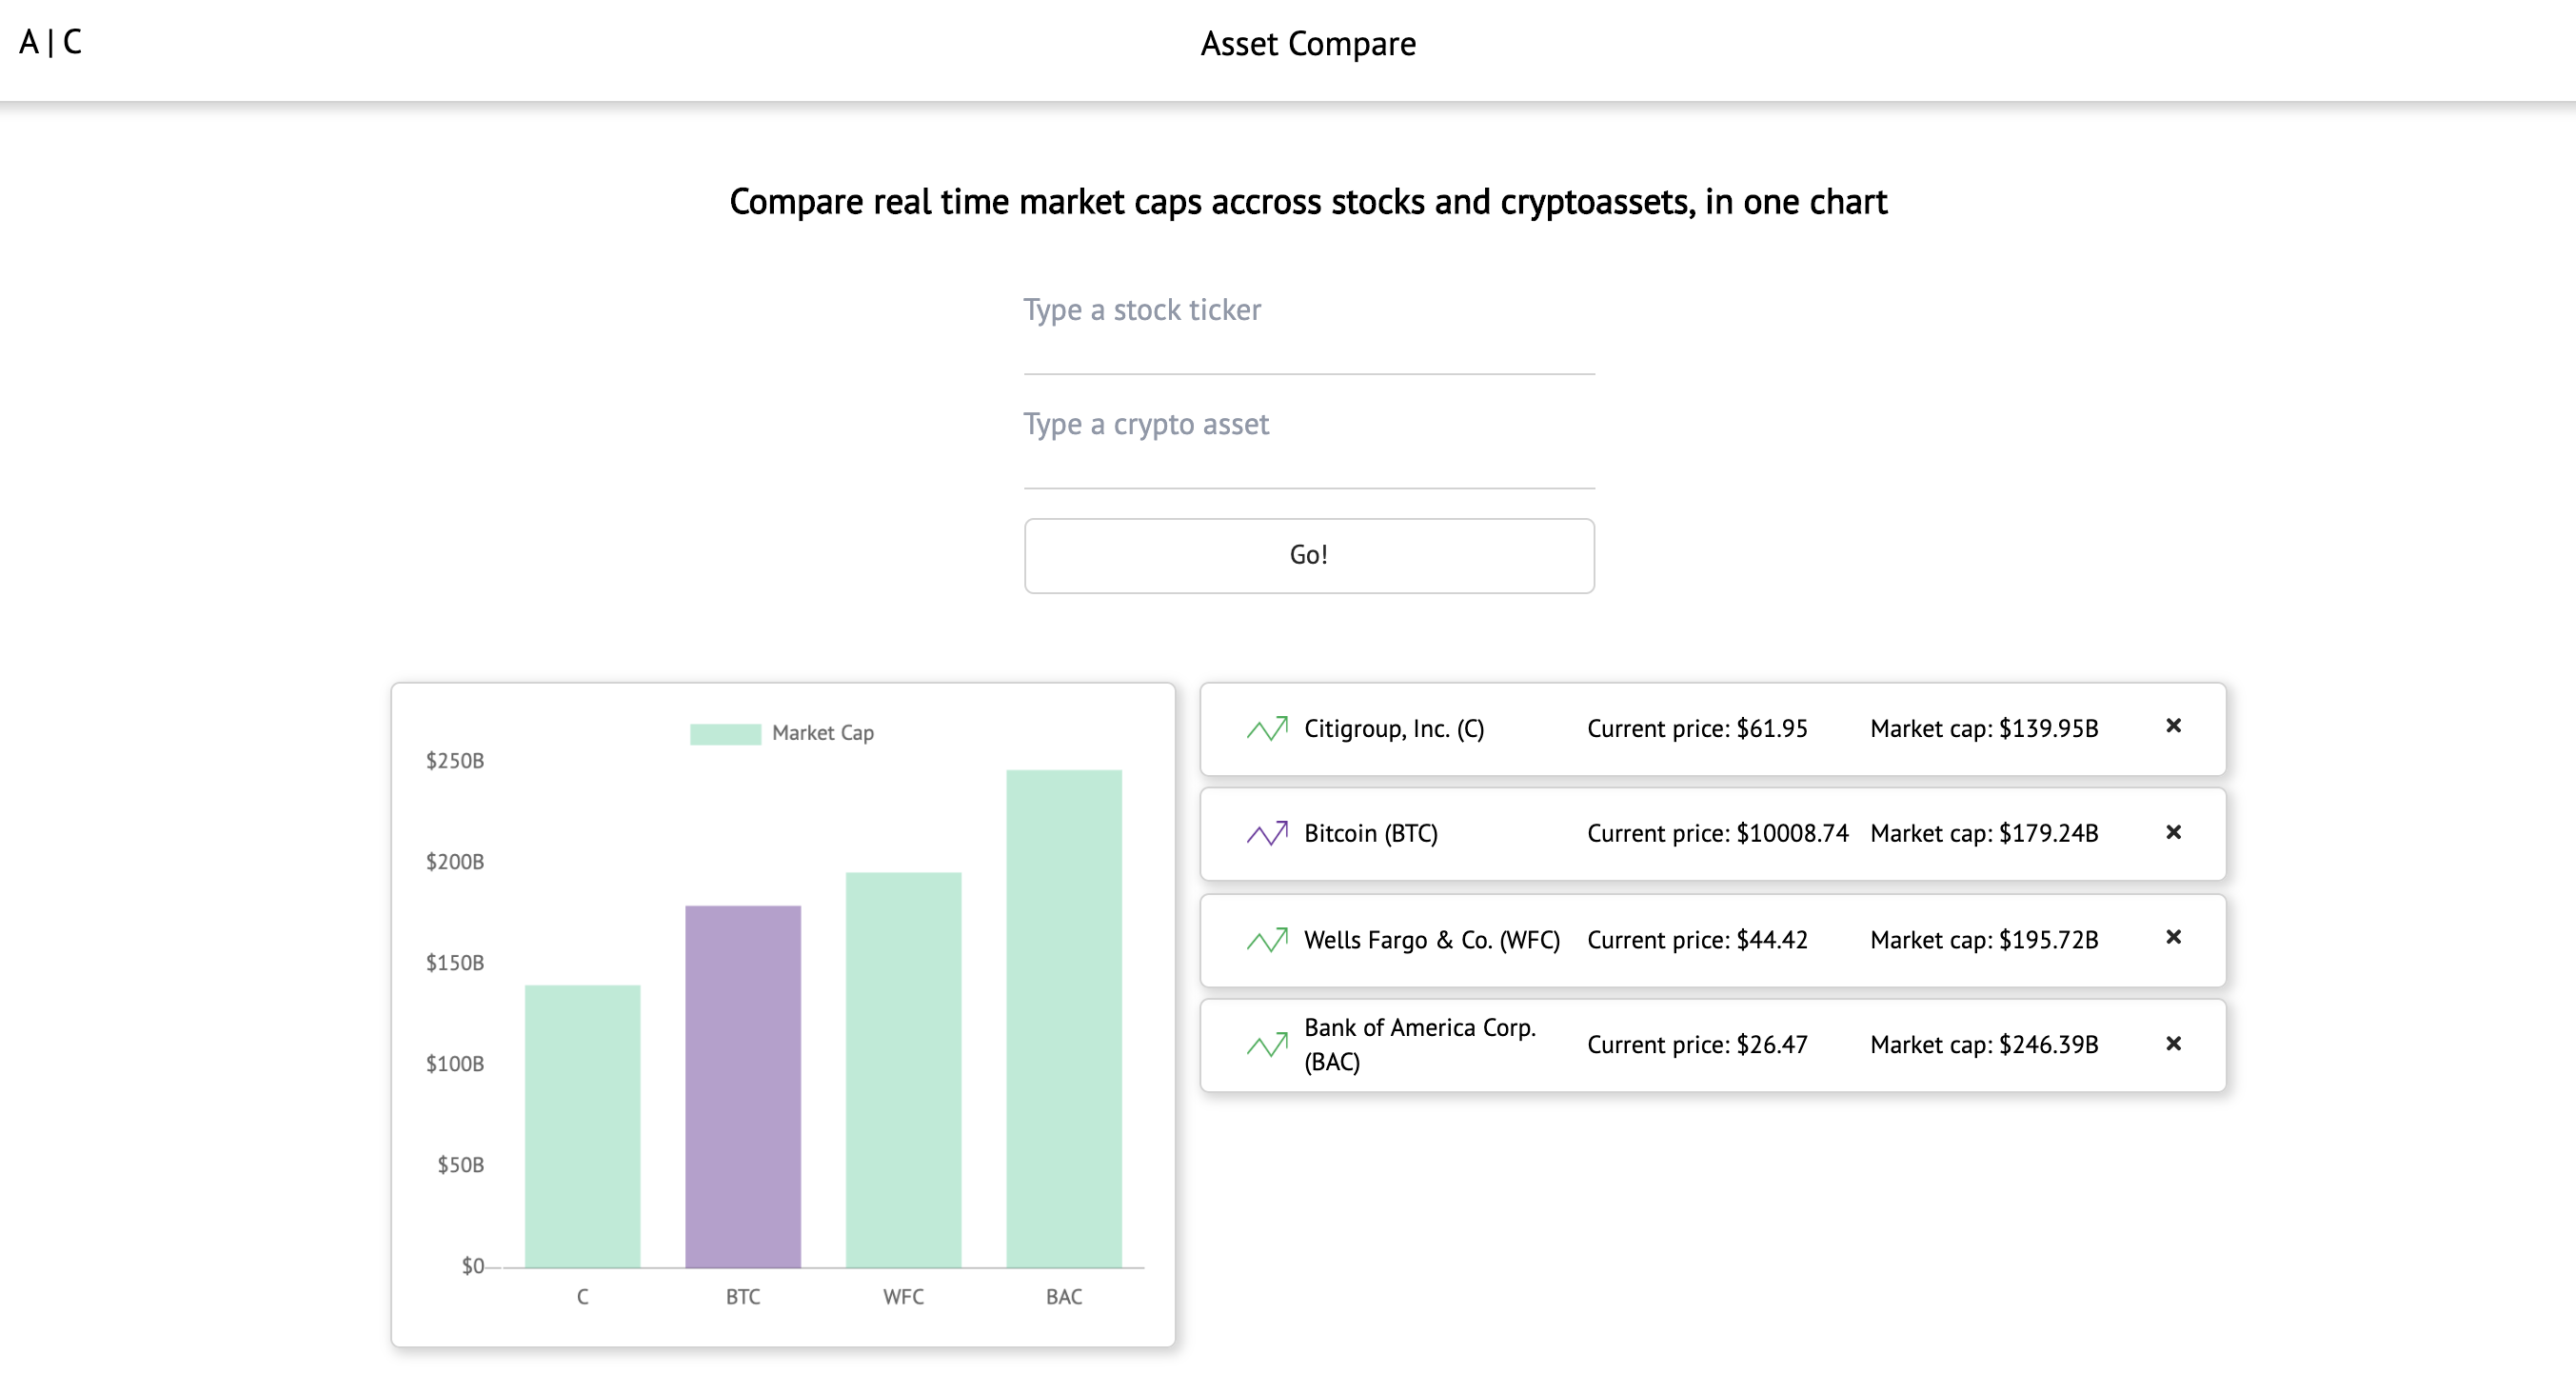 A | C
Asset Compare
Compare real time market caps accross stocks and cryptoassets, in one chart
Type a stock ticker
Type a crypto asset
Go!
Market Cap
$250B
$200B
$150B
$100B
$50B
$0
C
BTC
WFC
BAC
Citigroup, Inc. (C) Current price: $61.95 Market cap: $139.95B
Bitcoin (BTC) Current price: $10008.74 Market cap: $179.24B
Wells Fargo & Co. (WFC) Current price: $44.42 Market cap: $195.72B
Bank of America Corp.
(BAC)
Current price: $26.47 Market cap: $246.39B